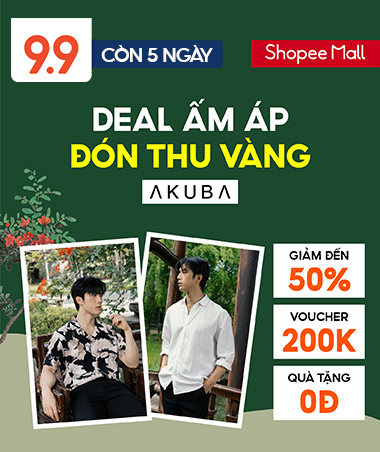 9.9
CÒN 5 NGÀY
Shopee Mall
DEAL ẤM ÁP
ĐÓN THU VÀNG
AKUBA
GIẢM ĐẾN
50%
VOUCHER
200K
QUÀ TẶNG
0Đ